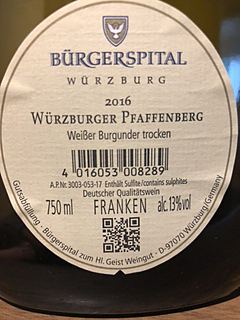 BÜRGERSPITAL
WÜRZBURG
2016
WÜRZBURGER PFAFFENBERG
Weißer Burgunder trocken
4 016053 008289
A.P.Nr. 3003-053-17 Enthält Sulfite/contains sulphites
Deutscher Qualitätswein
750 ml FRANKEN alc.13%vol
Gutsabfüllung · Bürgerspital zum Hl. Geist Weingut - D-97070 Würzburg/Germany